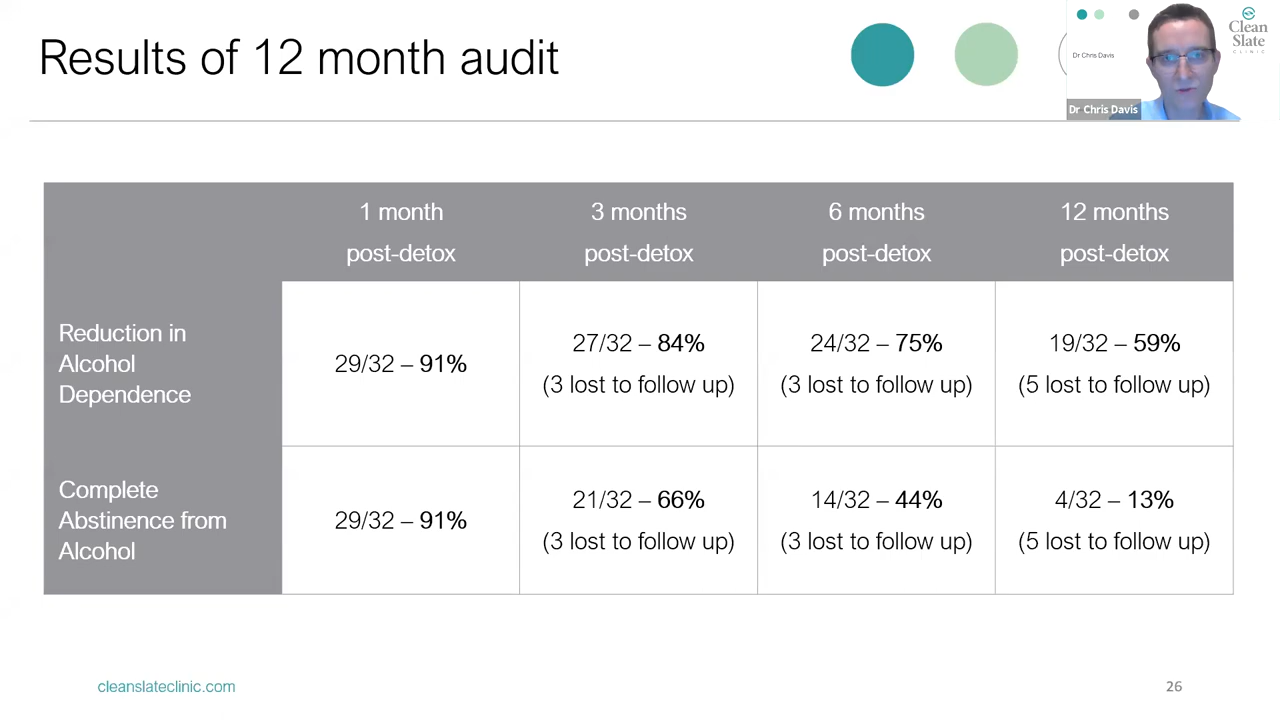 Results of 12 month audit
Dr Chris Davis
Dr Chris Davis
Clean
Slate
CLINIC
1 month
post-detox
3 months
post-detox
6 months
post-detox
12 months
post-detox
Reduction in
Alcohol
Dependence
29/32 – 91%
27/32 – 84%
(3 lost to follow up)
24/32 – 75%
(3 lost to follow up)
19/32 – 59%
(5 lost to follow up)
Complete
Abstinence from
Alcohol
29/32 – 91%
21/32 – 66%
(3 lost to follow up)
14/32 – 44%
(3 lost to follow up)
4/32 – 13%
(5 lost to follow up)
cleanslateclinic.com
26